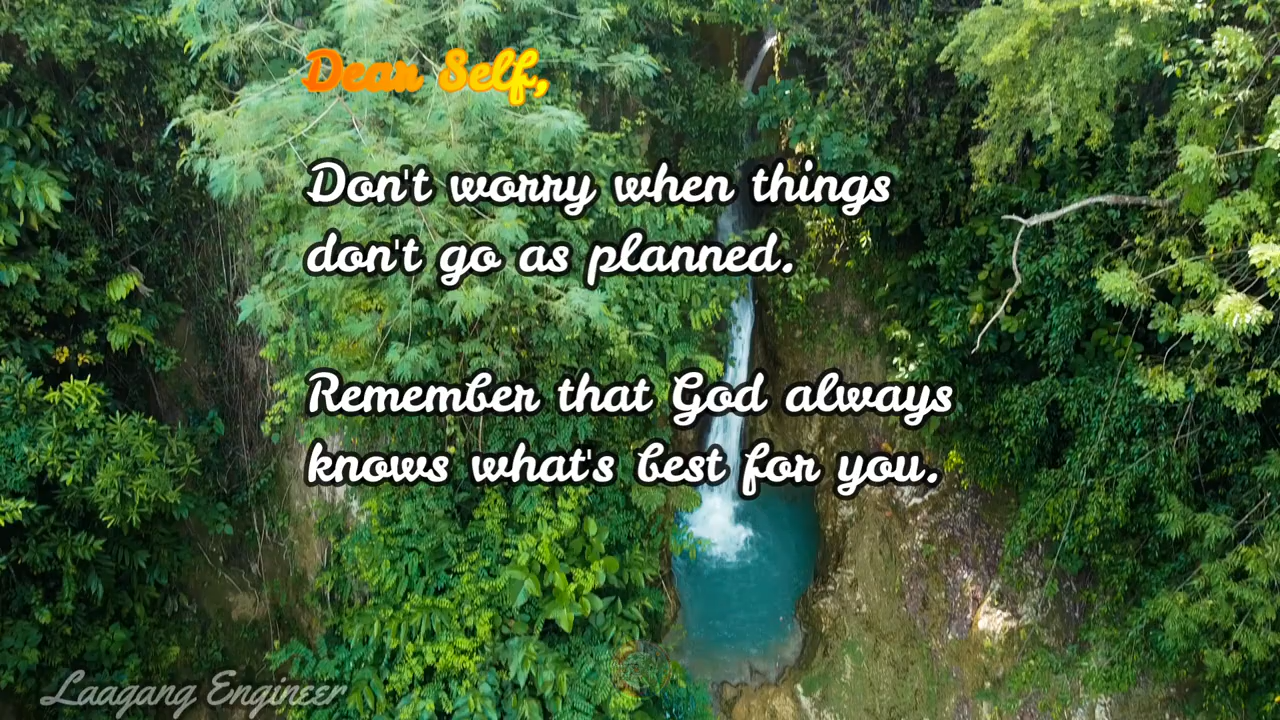 Dear Self,
Don't worry when things
don't go as planned.
Remember that God always
knows what's best for you.
Laagang Engineer